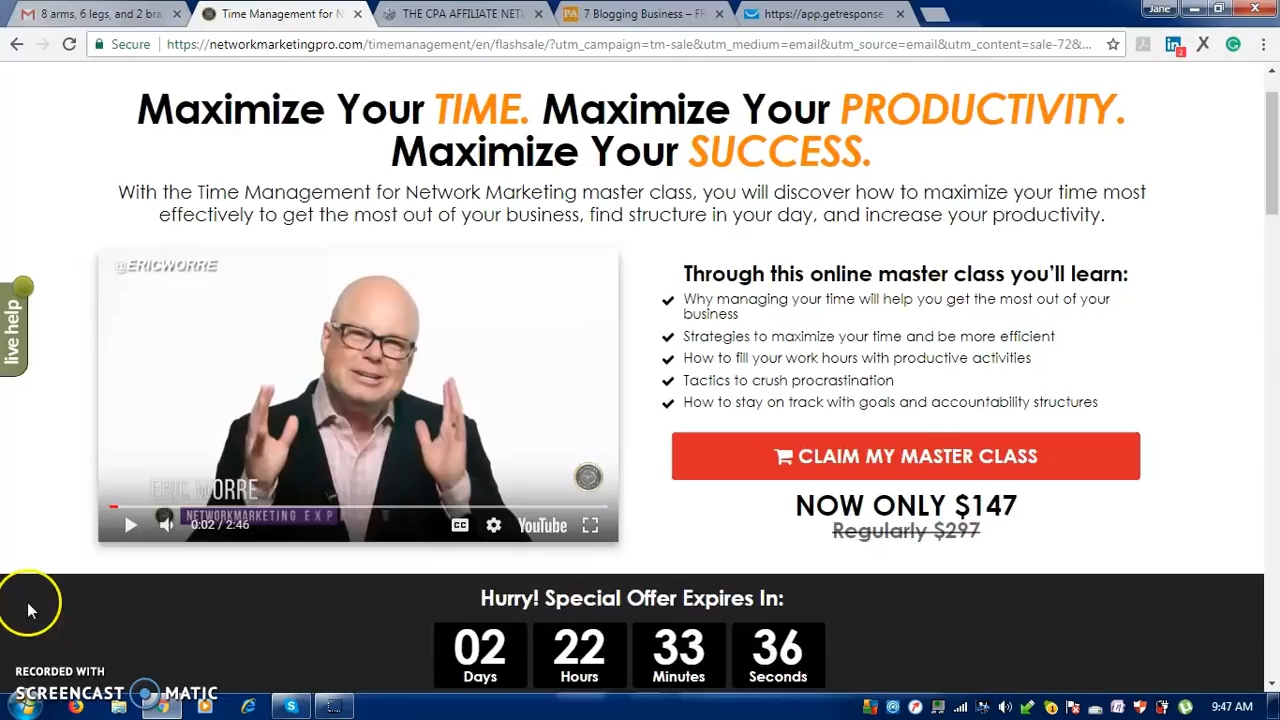 8 arms, 6 legs, and 2 bra
Time Management for N
THE CPA AFFILIATE NET
7 Blogging Business – FR
https://app.getresponse
Jane
Secure
https://networkmarketingpro.com/timemanagement/en/flashsale/?utm_campaign=tm-sale&utm_medium=email&utm_source=email&utm_content=sale-72&...
Maximize Your TIME. Maximize Your PRODUCTIVITY.
Maximize Your SUCCESS.
With the Time Management for Network Marketing master class, you will discover how to maximize your time most
effectively to get the most out of your business, find structure in your day, and increase your productivity.
@ERICWORRE
ERIC WORRE
NETWORKMARKETING EXP
0:02 / 2:46
CC
YouTube
Through this online master class you’ll learn:
Why managing your time will help you get the most out of your
business
Strategies to maximize your time and be more efficient
How to fill your work hours with productive activities
Tactics to crush procrastination
How to stay on track with goals and accountability structures
CLAIM MY MASTER CLASS
NOW ONLY $147
Regularly $297
live help
Hurry! Special Offer Expires In:
02 22 33 36
Days Hours Minutes Seconds
RECORDED WITH
SCREENCAST MATIC
9:47 AM